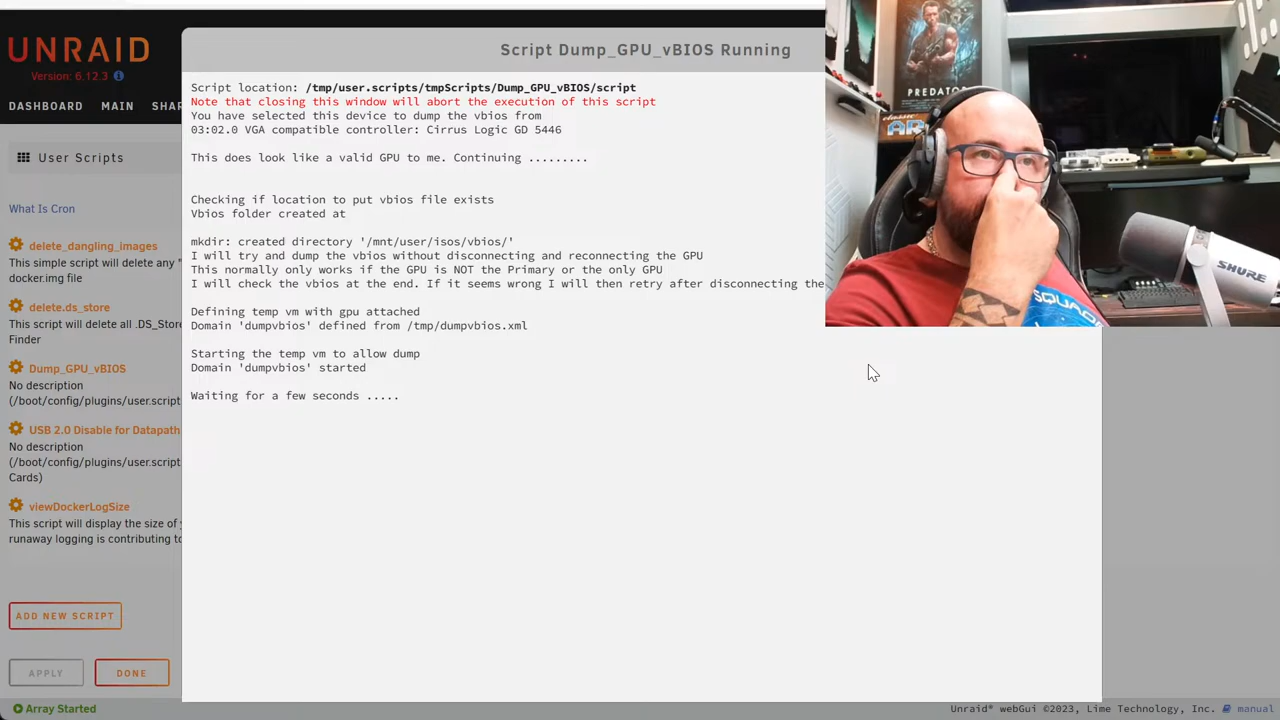 UNRAID
Version: 6.12.3
DASHBOARD MAIN SHAR
User Scripts
What Is Cron
delete_dangling_images
This simple script will delete any "
docker.img file
delete.ds_store
This script will delete all .DS_Store
Finder
Dump_GPU_vBIOS
No description
(/boot/config/plugins/user.script
USB 2.0 Disable for Datapath
No description
(/boot/config/plugins/user.script
Cards)
viewDockerLogSize
This script will display the size of y
runaway logging is contributing to
ADD NEW SCRIPT
APPLY DONE
Array Started
Script Dump_GPU_vBIOS Running
Script location: /tmp/user.scripts/tmpScripts/Dump_GPU_vBIOS/script
Note that closing this window will abort the execution of this script
You have selected this device to dump the vbios from
03:02.0 VGA compatible controller: Cirrus Logic GD 5446
This does look like a valid GPU to me. Continuing .........
Checking if location to put vbios file exists
Vbios folder created at
mkdir: created directory '/mnt/user/isos/vbios/'
I will try and dump the vbios without disconnecting and reconnecting the GPU
This normally only works if the GPU is NOT the Primary or the only GPU
I will check the vbios at the end. If it seems wrong I will then retry after disconnecting the
Defining temp vm with gpu attached
Domain 'dumpvbios' defined from /tmp/dumpvbios.xml
Starting the temp vm to allow dump
Domain 'dumpvbios' started
Waiting for a few seconds .....
PREDATOR
classic
SHURE
SQUAD
Unraid® webGui ©2023, Lime Technology, Inc. manual